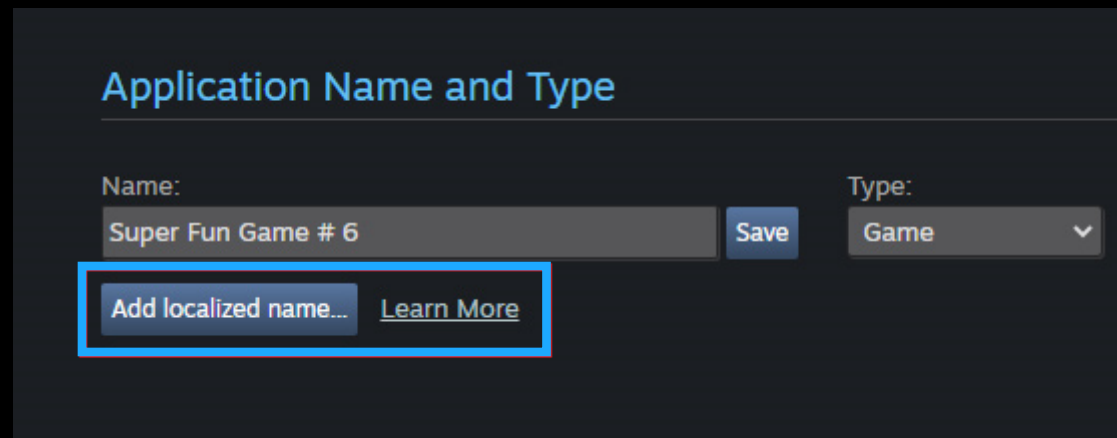 Application Name and Type
Name: Type:
Super Fun Game # 6 Save Game
Add localized name... Learn More